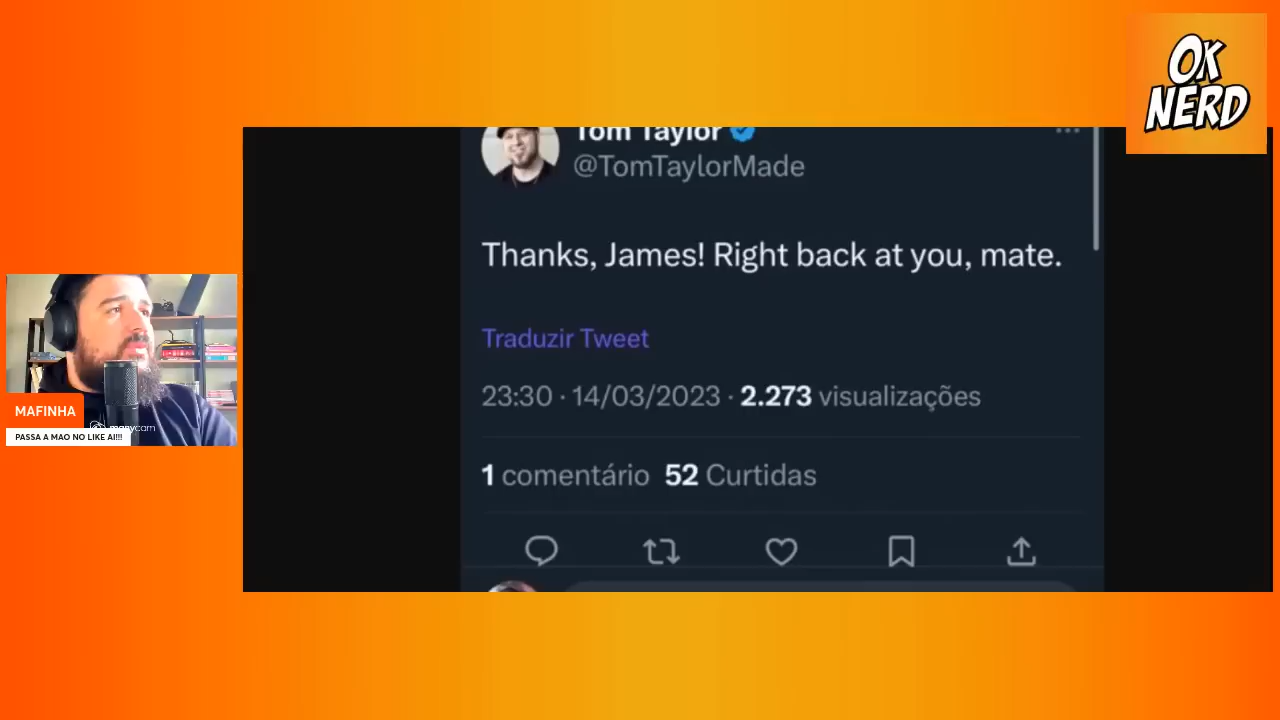 OK
NERD
Tom Taylor
@TomTaylorMade
Thanks, James! Right back at you, mate.
Traduzir Tweet
23:30 · 14/03/2023 · 2.273 visualizações
1 comentário 52 Curtidas
MAFINHA
manycam
PASSA A MAO NO LIKE AI!!!